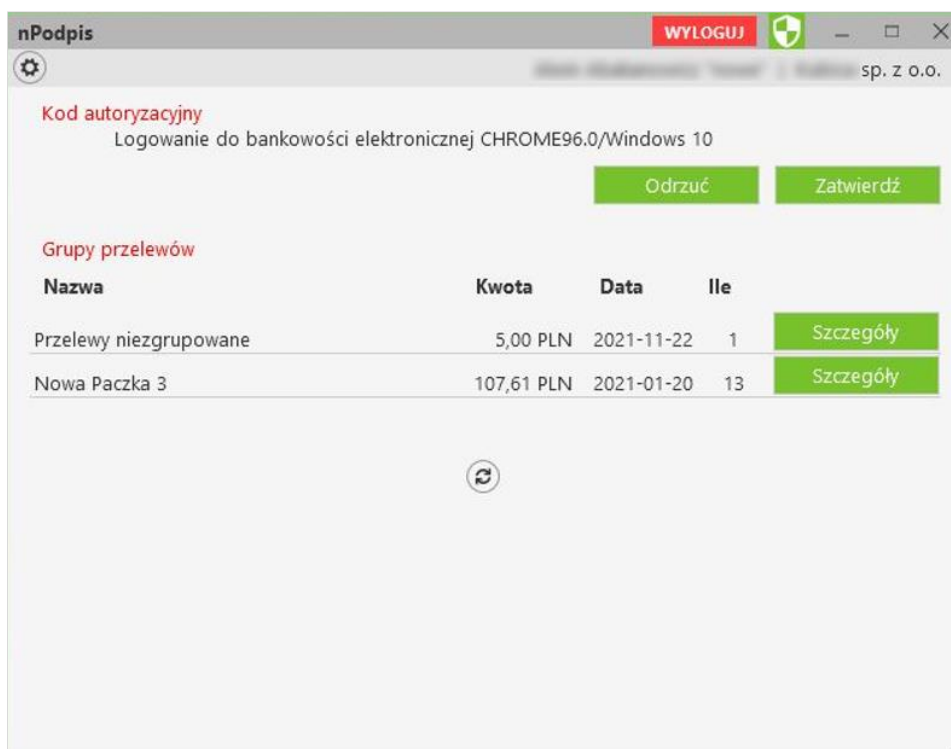 nPodpis WYLOGUJ
sp. z o.o.
Kod autoryzacyjny
Logowanie do bankowości elektronicznej CHROME96.0/Windows 10
Odrzuć Zatwierdź
Grupy przelewów
Nazwa Kwota Data Ile
Przelewy niezgrupowane 5,00 PLN 2021-11-22 1 Szczegóły
Nowa Paczka 3 107,61 PLN 2021-01-20 13 Szczegóły